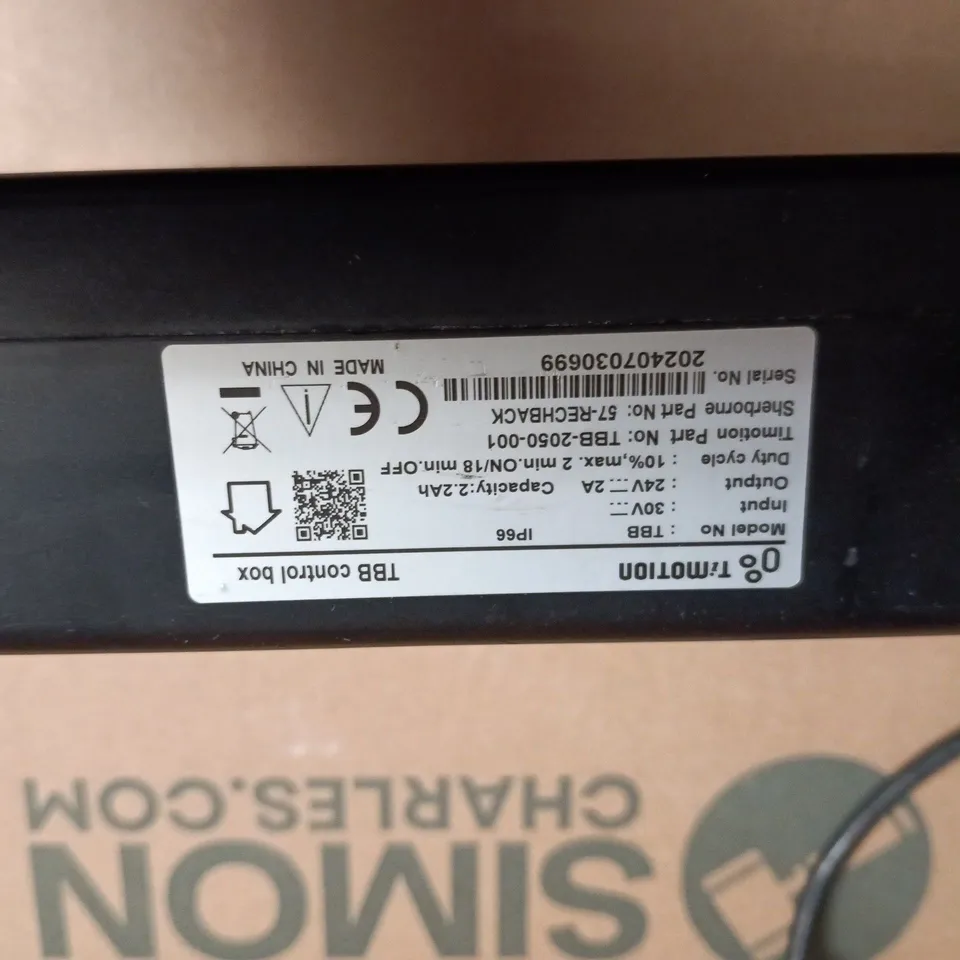 TiMOTION TBB control box
Model No : TBB IP66
Input : 30V
Output : 24V 2A Capacity:2.2Ah
Duty cycle : 10%,max. 2 min.ON/18 min.OFF
Timotion Part No: TBB-2050-001
Sherborne Part No: 57-RECHBACK
Serial No.
202407030699
CE
MADE IN CHINA
SIMON
CHARLES.COM